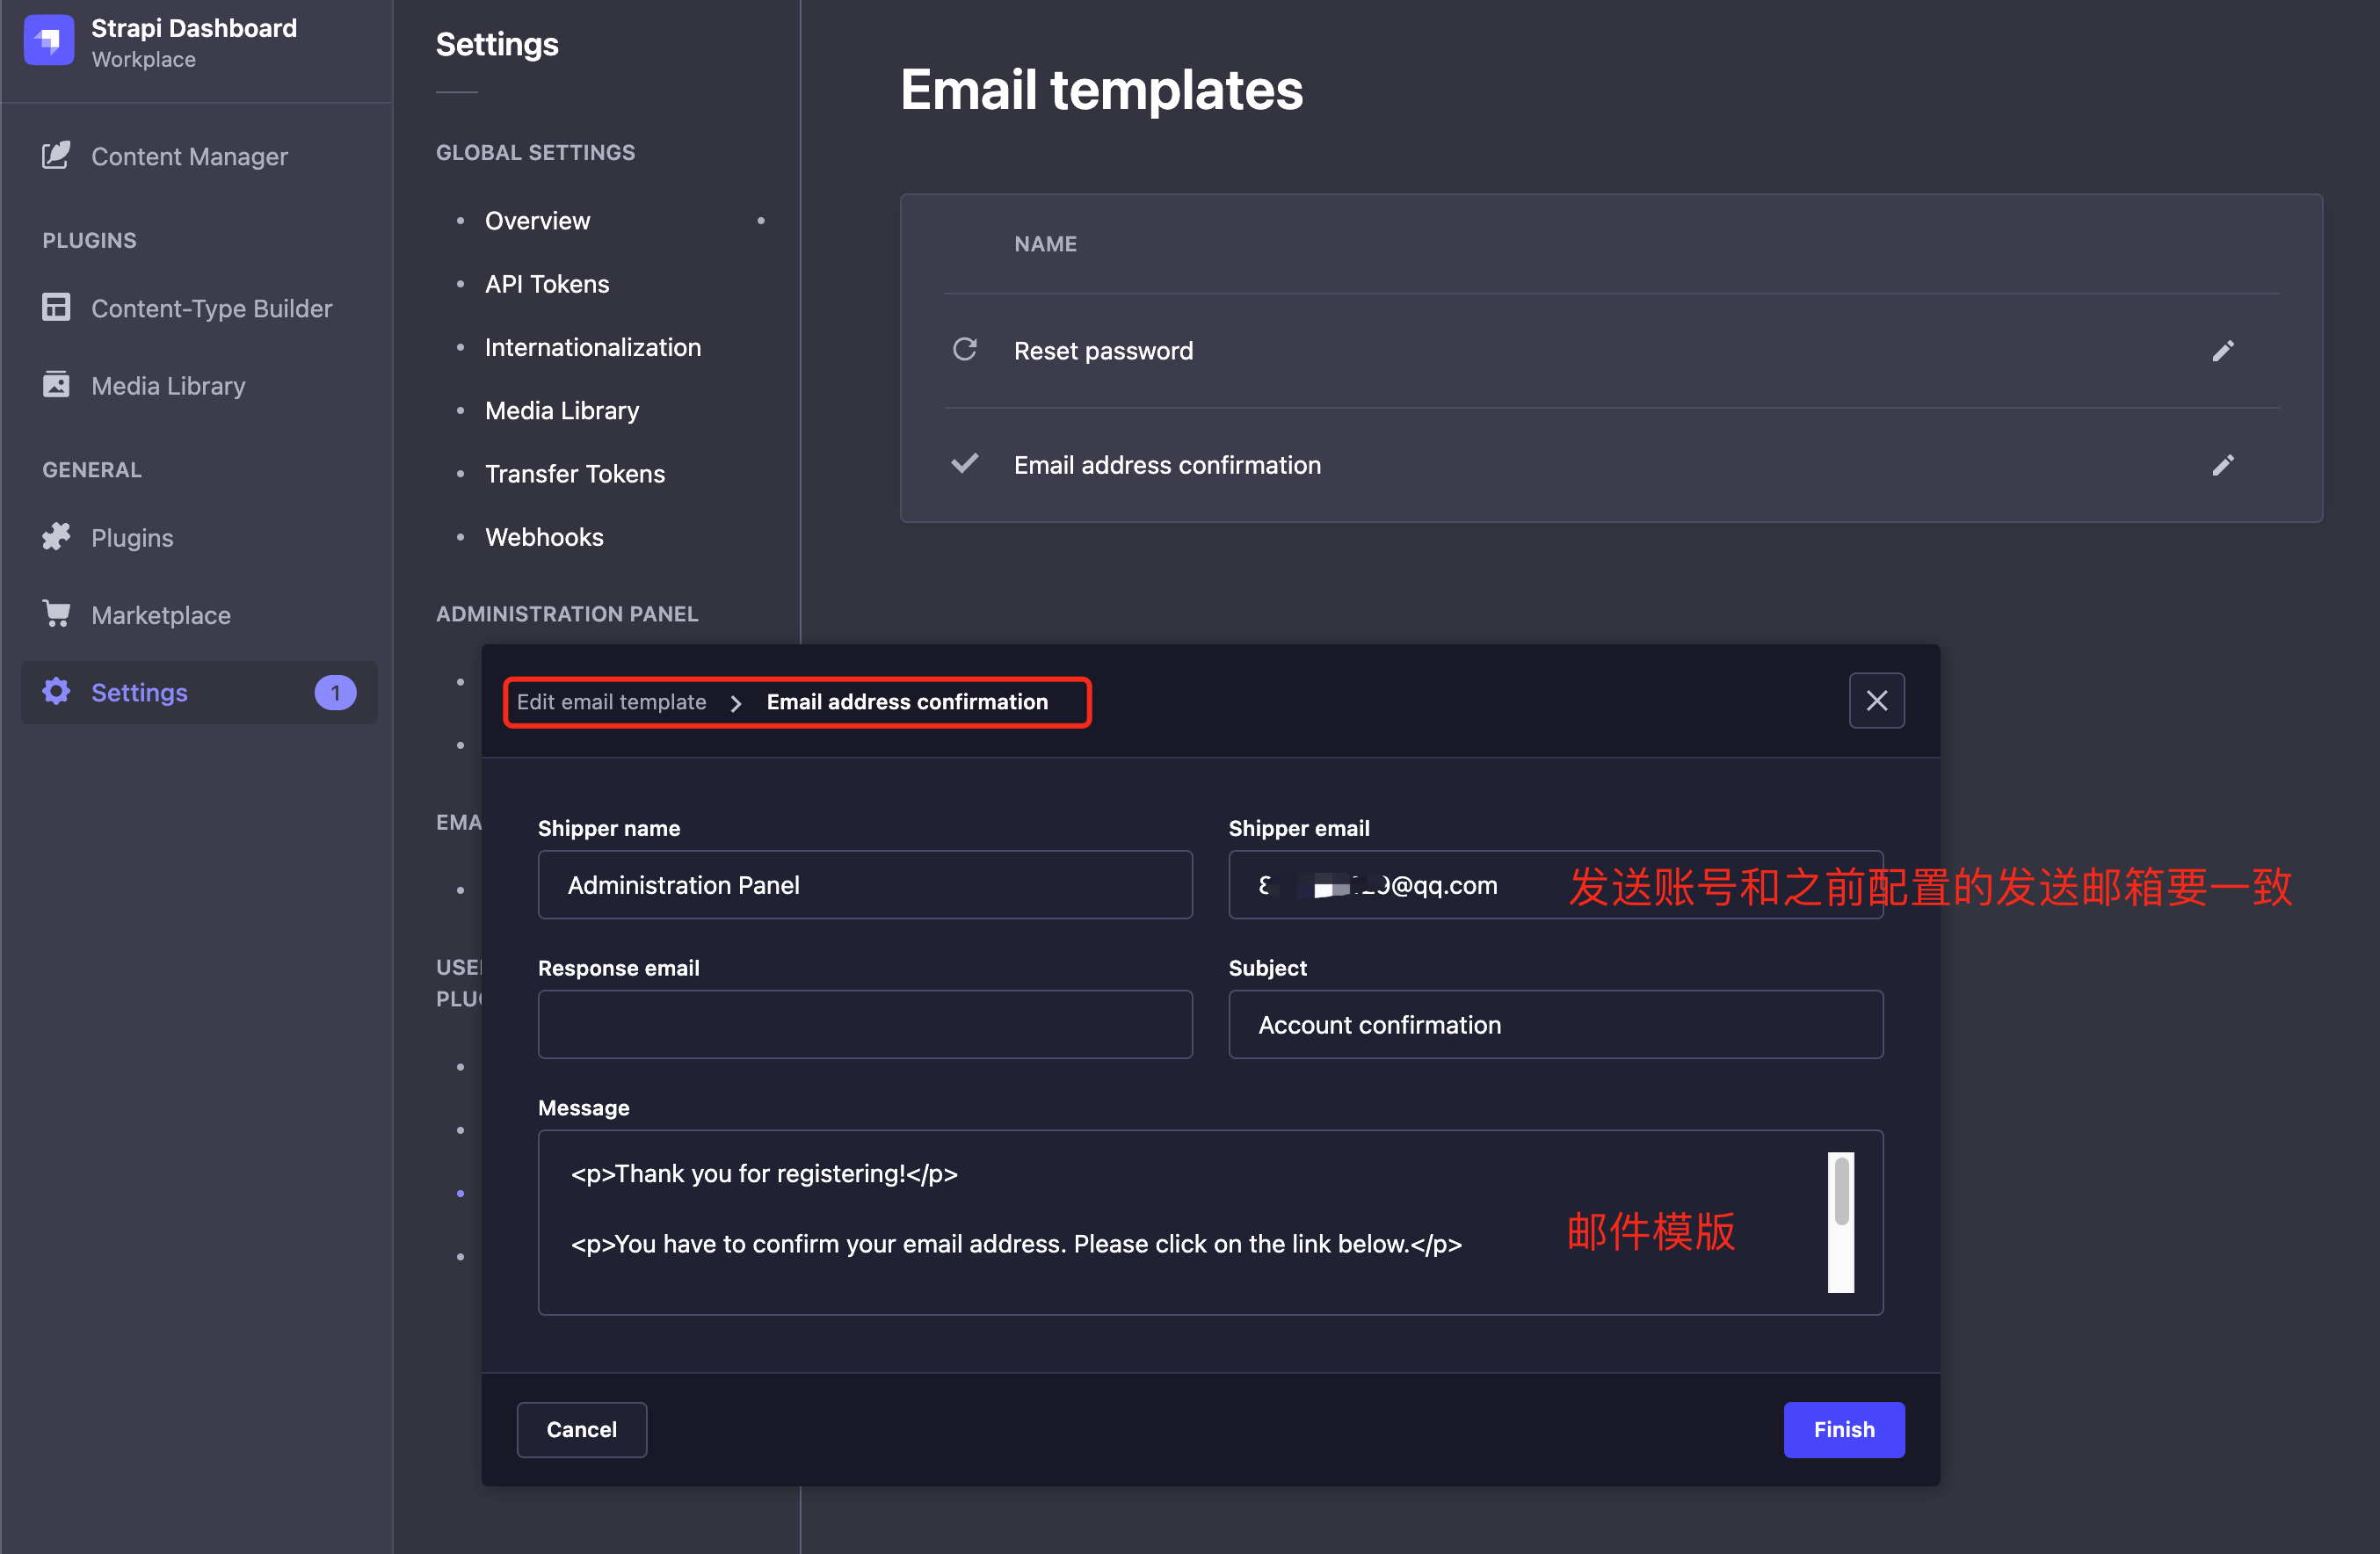 Strapi Dashboard
Workplace
Content Manager
PLUGINS
Content-Type Builder
Media Library
GENERAL
Plugins
Marketplace
Settings
1
Settings
GLOBAL SETTINGS
Overview
API Tokens
Internationalization
Media Library
Transfer Tokens
Webhooks
ADMINISTRATION PANEL
Email templates
NAME
Reset password
Email address confirmation
Edit email template
Email address confirmation
Shipper name
Administration Panel
Shipper email
@qq.com
发送账号和之前配置的发送邮箱要一致
Response email
Subject
Account confirmation
Message
<p>Thank you for registering!</p>
<p>You have to confirm your email address. Please click on the link below.</p>
邮件模版
Cancel
Finish